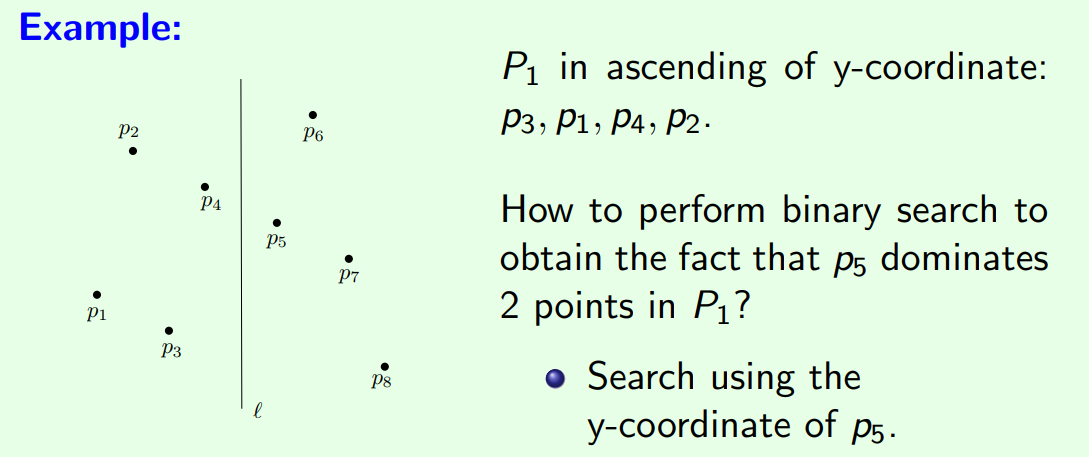 Example:
P₁ in ascending of y-coordinate:
p₃, p₁, p₄, p₂.
How to perform binary search to
obtain the fact that p₅ dominates
2 points in P₁?
Search using the
y-coordinate of p₅.
p₂
p₆
p₄
p₅
p₇
p₁
p₃
p₈
ℓ